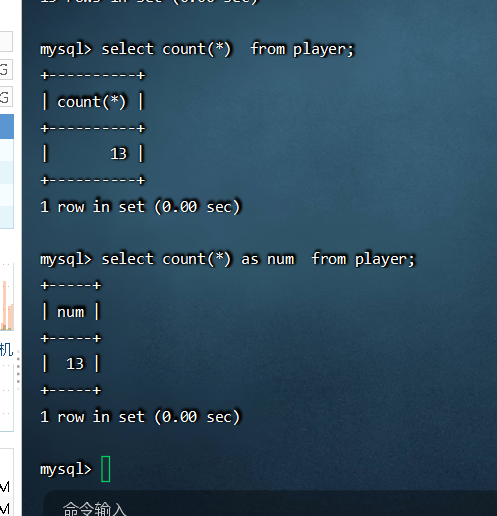 mysql> select count(*)  from player;
+----------+
| count(*) |
+----------+
|       13 |
+----------+
1 row in set (0.00 sec)
mysql> select count(*) as num  from player;
+-----+
| num |
+-----+
|  13 |
+-----+
1 row in set (0.00 sec)
mysql>
命令输入
G
G
机
M
M